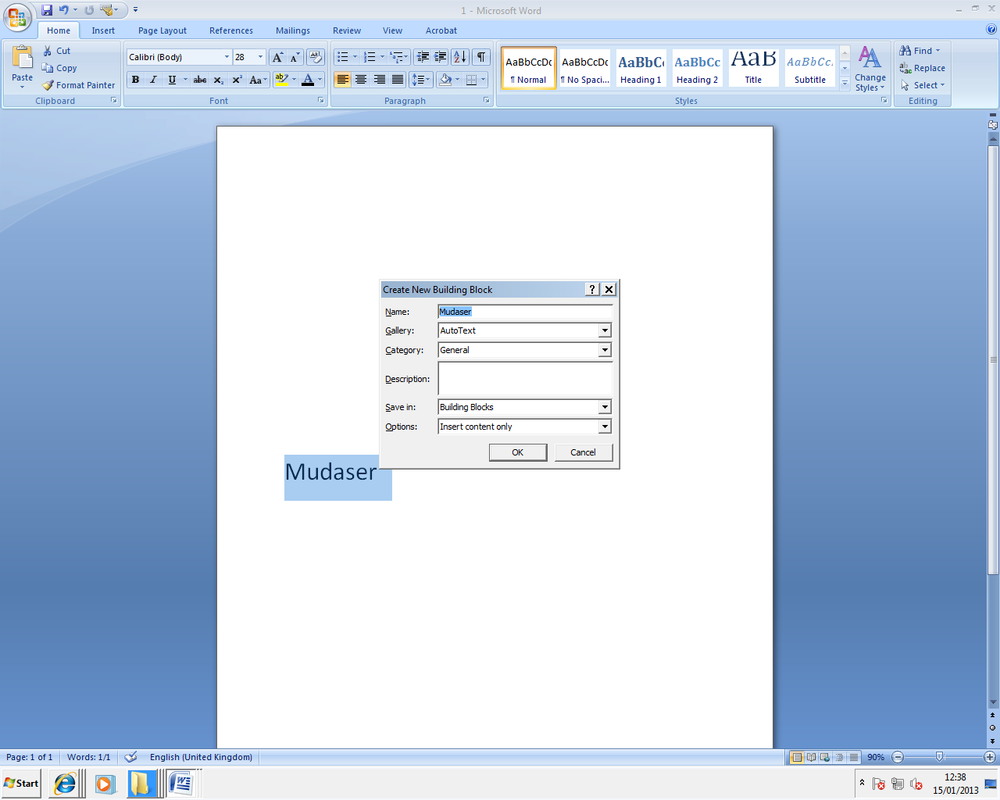 1 - Microsoft Word
Home Insert Page Layout References Mailings Review View Acrobat
Paste
Cut
Copy
Format Painter
Clipboard
Calibri (Body) 28
B I U abc x₂ x² Aa
Font
Paragraph
AaBbCcDc AaBbCcDc AaBbC AaBbCc AaB AaBbCc.
¶ Normal ¶ No Spaci... Heading 1 Heading 2 Title Subtitle
Change Styles
Styles
Find
Replace
Select
Editing
Create New Building Block
Name: Mudaser
Gallery: AutoText
Category: General
Description:
Save in: Building Blocks
Options: Insert content only
OK Cancel
Mudaser
Page: 1 of 1 Words: 1/1 English (United Kingdom) 90%
Start
12:38
15/01/2013